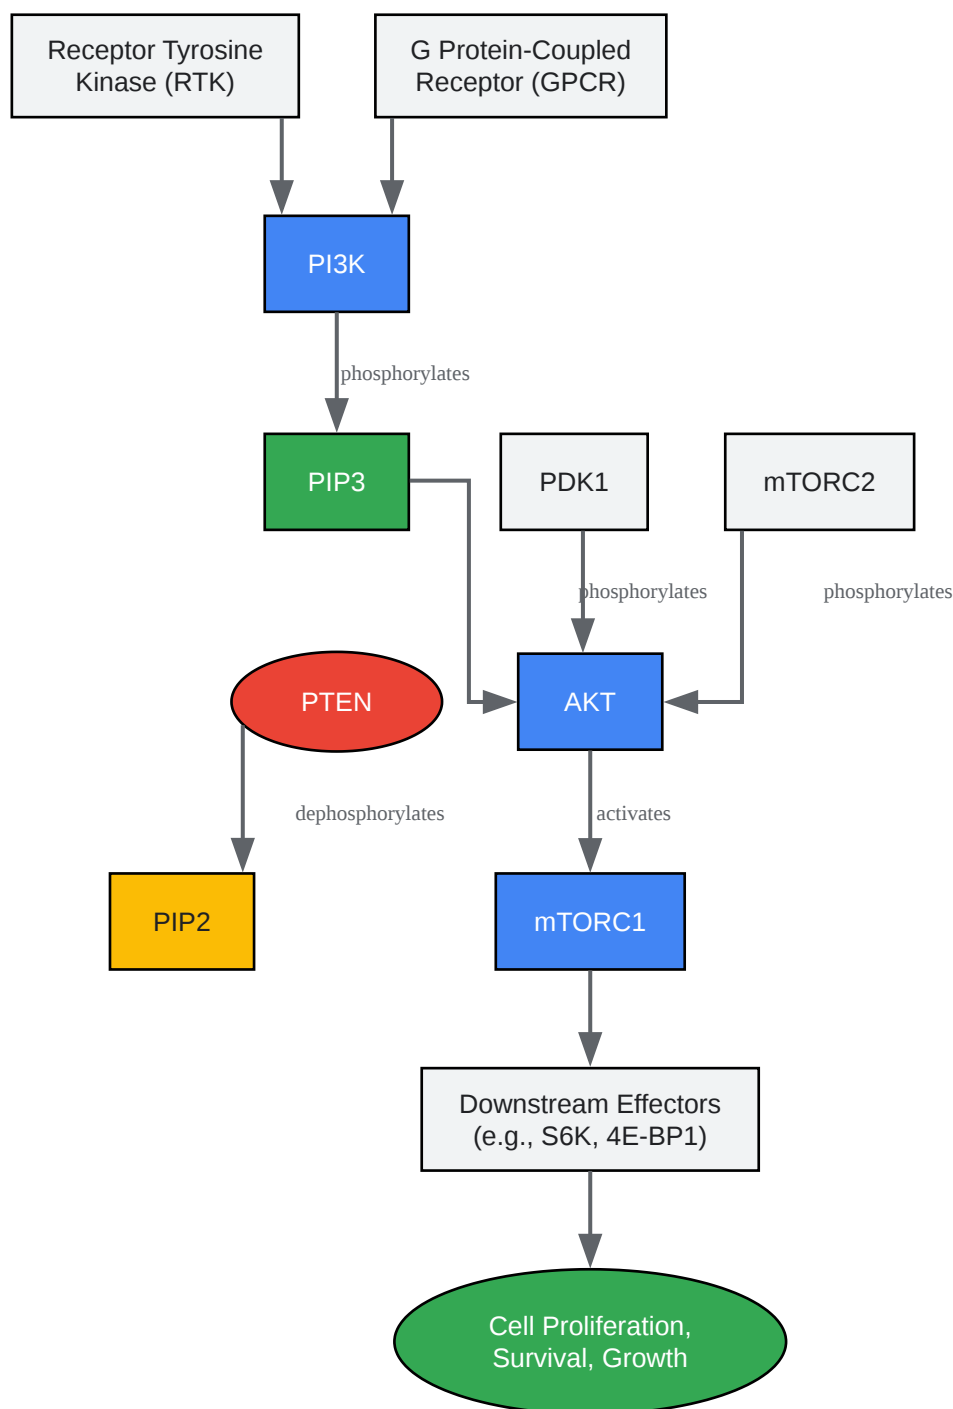 Receptor Tyrosine
Kinase (RTK)
G Protein-Coupled
Receptor (GPCR)
PI3K
phosphorylates
PIP3
PDK1
mTORC2
phosphorylates
phosphorylates
PTEN
AKT
dephosphorylates
activates
PIP2
mTORC1
Downstream Effectors
(e.g., S6K, 4E-BP1)
Cell Proliferation,
Survival, Growth